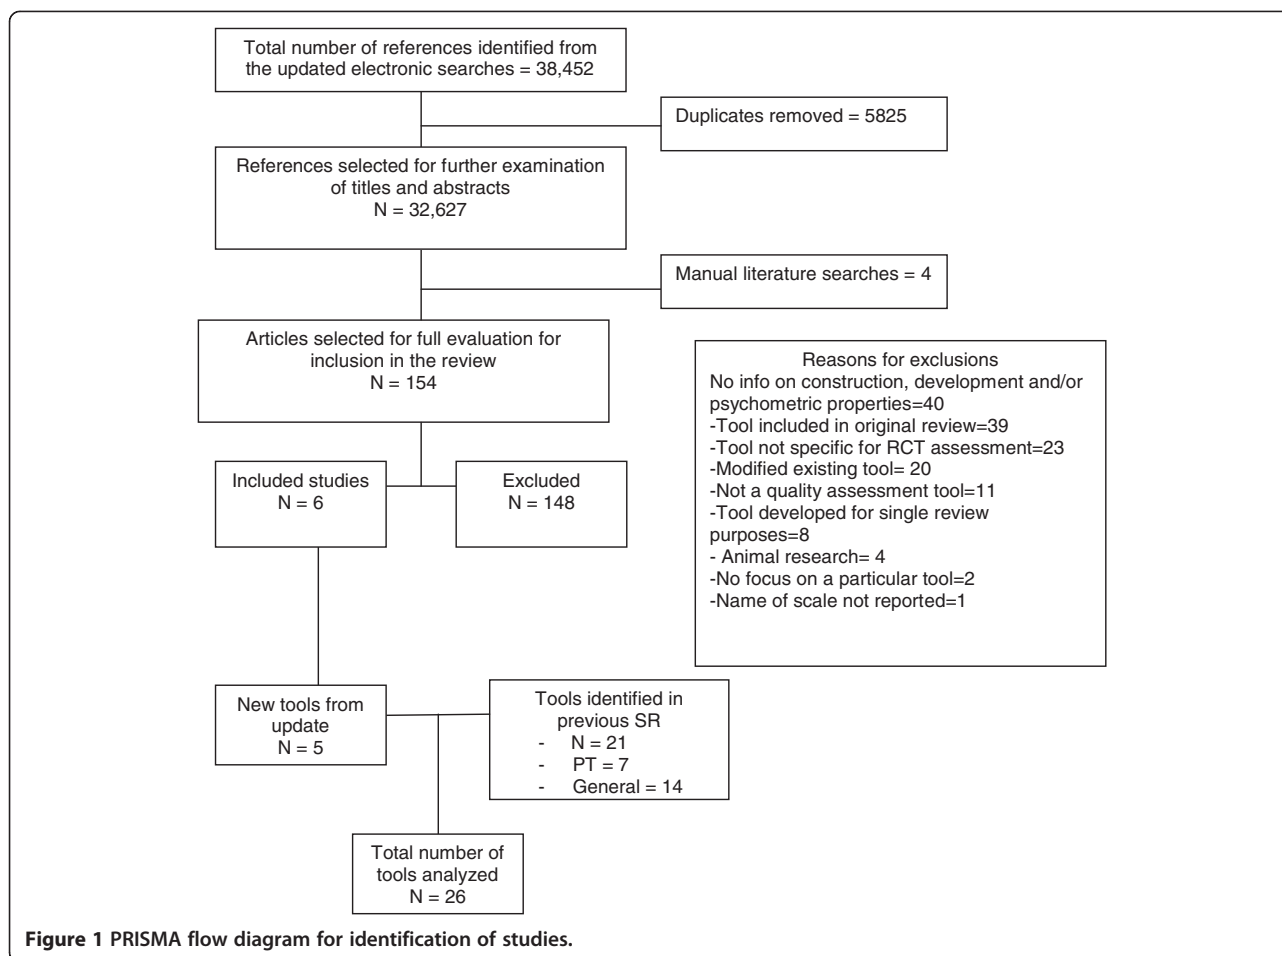 Total number of references identified from
the updated electronic searches = 38,452
Duplicates removed = 5825
References selected for further examination
of titles and abstracts
N = 32,627
Manual literature searches = 4
Articles selected for full evaluation for
inclusion in the review
N = 154
Reasons for exclusions
No info on construction, development and/or
psychometric properties=40
-Tool included in original review=39
-Tool not specific for RCT assessment=23
-Modified existing tool= 20
-Not a quality assessment tool=11
-Tool developed for single review
purposes=8
- Animal research= 4
-No focus on a particular tool=2
-Name of scale not reported=1
Included studies
N = 6
Excluded
N = 148
New tools from
update
N = 5
Tools identified in
previous SR
- N = 21
- PT = 7
- General = 14
Total number of
tools analyzed
N = 26
Figure 1 PRISMA flow diagram for identification of studies.